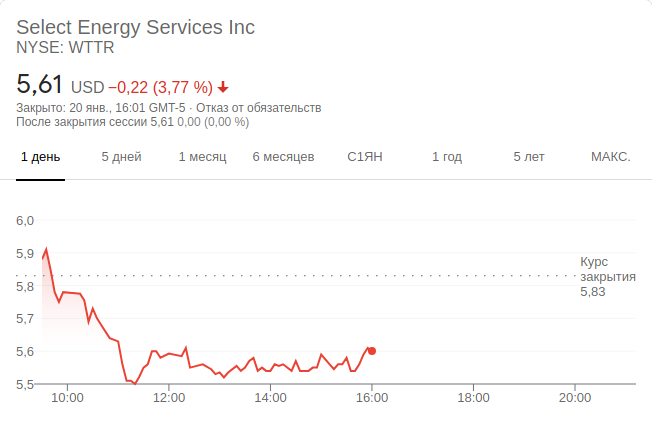 Select Energy Services Inc
NYSE: WTTR
5,61 USD −0,22 (3,77 %)
Закрыто: 20 янв., 16:01 GMT-5 · Отказ от обязательств
После закрытия сессии 5,61 0,00 (0,00 %)
1 день 5 дней 1 месяц 6 месяцев С1ЯН 1 год 5 лет МАКС.
6,0
5,9
Курс
закрытия
5,83
5,8
5,7
5,6
5,5
10:00 12:00 14:00 16:00 18:00 20:00